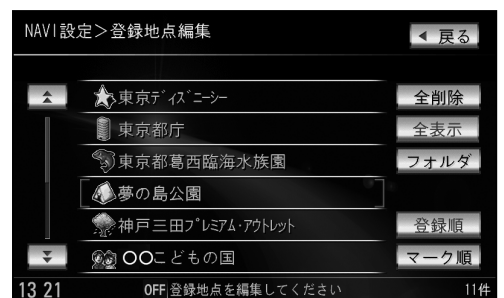 NAVI設定＞登録地点編集
戻る
東京ﾃﾞｨｽﾞﾆｰｼｰ
全削除
東京都庁
全表示
東京都葛西臨海水族園
フォルダ
夢の島公園
神戸三田ﾌﾟﾚﾐｱﾑ･ｱｳﾄﾚｯﾄ
登録順
〇〇こどもの国
マーク順
13 21
OFF 登録地点を編集してください
11件